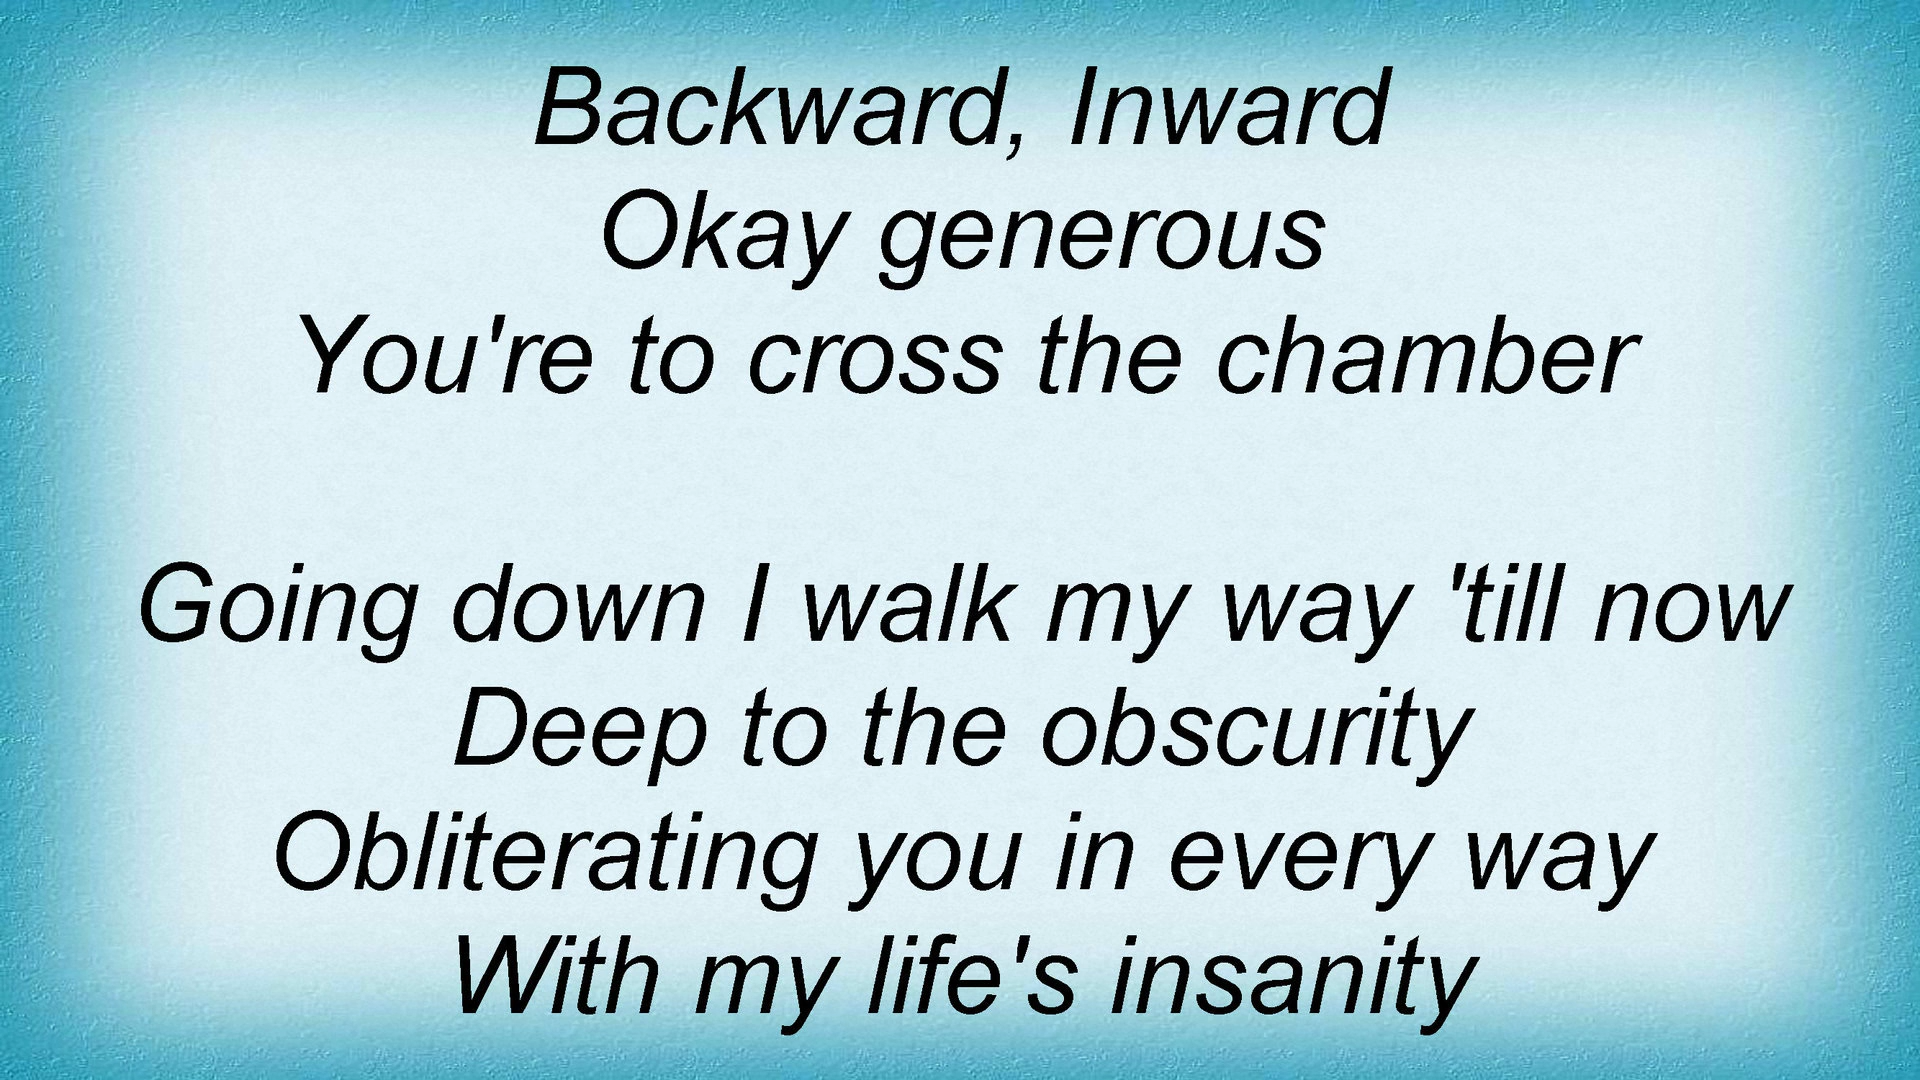 Backward, Inward
Okay generous
You're to cross the chamber
Going down I walk my way 'till now
Deep to the obscurity
Obliterating you in every way
With my life's insanity